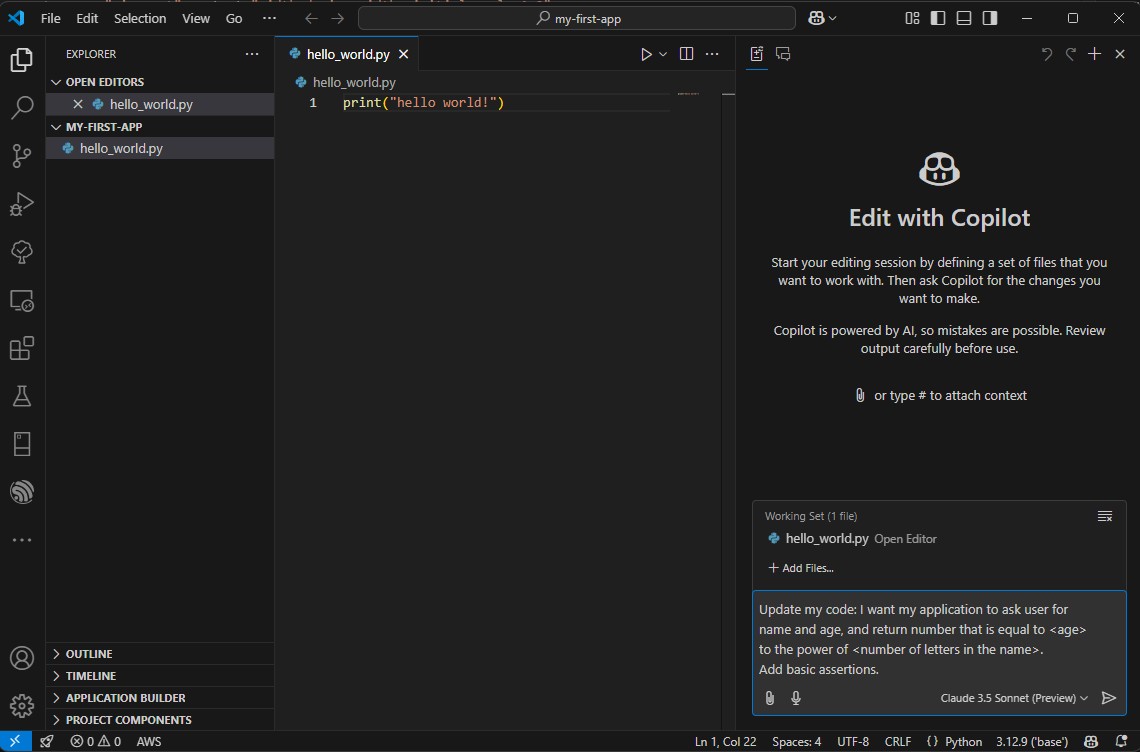 File Edit Selection View Go ··· my-first-app
EXPLORER ···
OPEN EDITORS
hello_world.py
MY-FIRST-APP
hello_world.py
OUTLINE
TIMELINE
APPLICATION BUILDER
PROJECT COMPONENTS
hello_world.py
hello_world.py
1 print("hello world!")
Edit with Copilot
Start your editing session by defining a set of files that you
want to work with. Then ask Copilot for the changes you
want to make.
Copilot is powered by AI, so mistakes are possible. Review
output carefully before use.
or type # to attach context
Working Set (1 file)
hello_world.py Open Editor
+ Add Files...
Update my code: I want my application to ask user for
name and age, and return number that is equal to <age>
to the power of <number of letters in the name>.
Add basic assertions.
Claude 3.5 Sonnet (Preview)
0 0 AWS Ln 1, Col 22 Spaces: 4 UTF-8 CRLF {} Python 3.12.9 ('base')